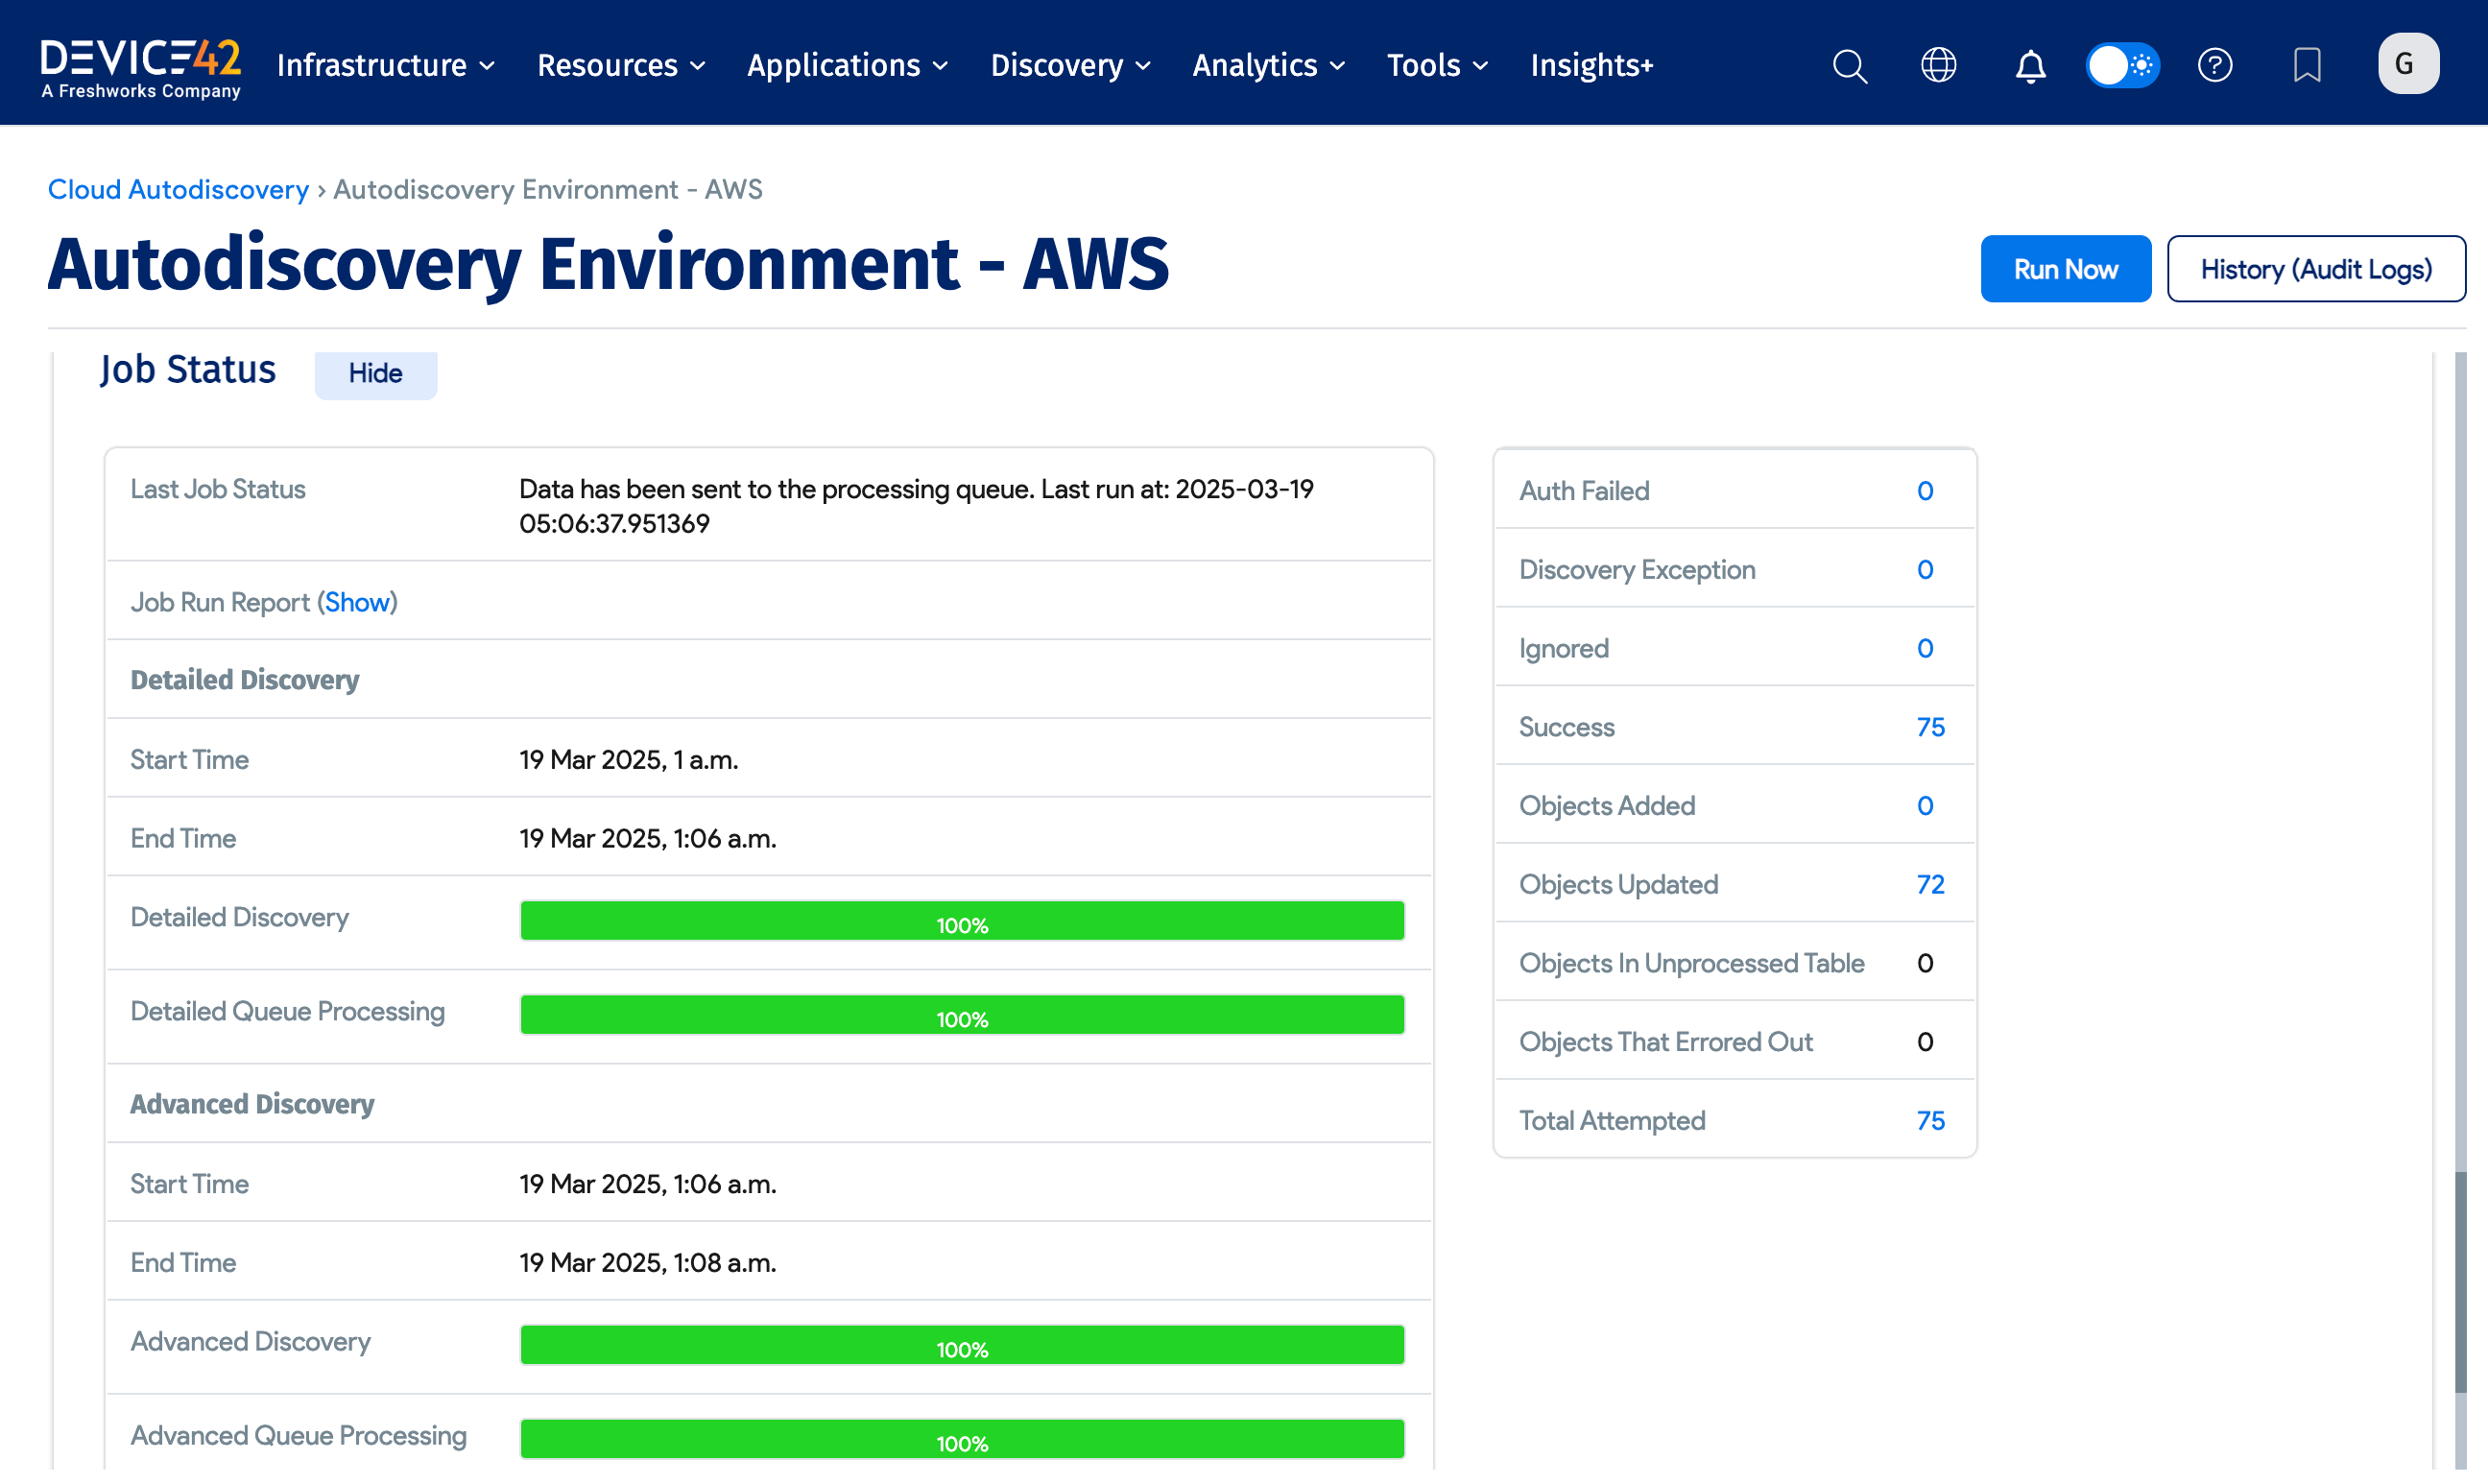 DEVICE42
A Freshworks Company
Infrastructure
Resources
Applications
Discovery
Analytics
Tools
Insights+
G
Cloud Autodiscovery › Autodiscovery Environment - AWS
Autodiscovery Environment - AWS
Run Now
History (Audit Logs)
Job Status
Hide
Last Job Status
Data has been sent to the processing queue. Last run at: 2025-03-19
05:06:37.951369
Job Run Report (Show)
Detailed Discovery
Start Time
19 Mar 2025, 1 a.m.
End Time
19 Mar 2025, 1:06 a.m.
Detailed Discovery
100%
Detailed Queue Processing
100%
Advanced Discovery
Start Time
19 Mar 2025, 1:06 a.m.
End Time
19 Mar 2025, 1:08 a.m.
Advanced Discovery
100%
Advanced Queue Processing
100%
Auth Failed 0
Discovery Exception 0
Ignored 0
Success 75
Objects Added 0
Objects Updated 72
Objects In Unprocessed Table 0
Objects That Errored Out 0
Total Attempted 75